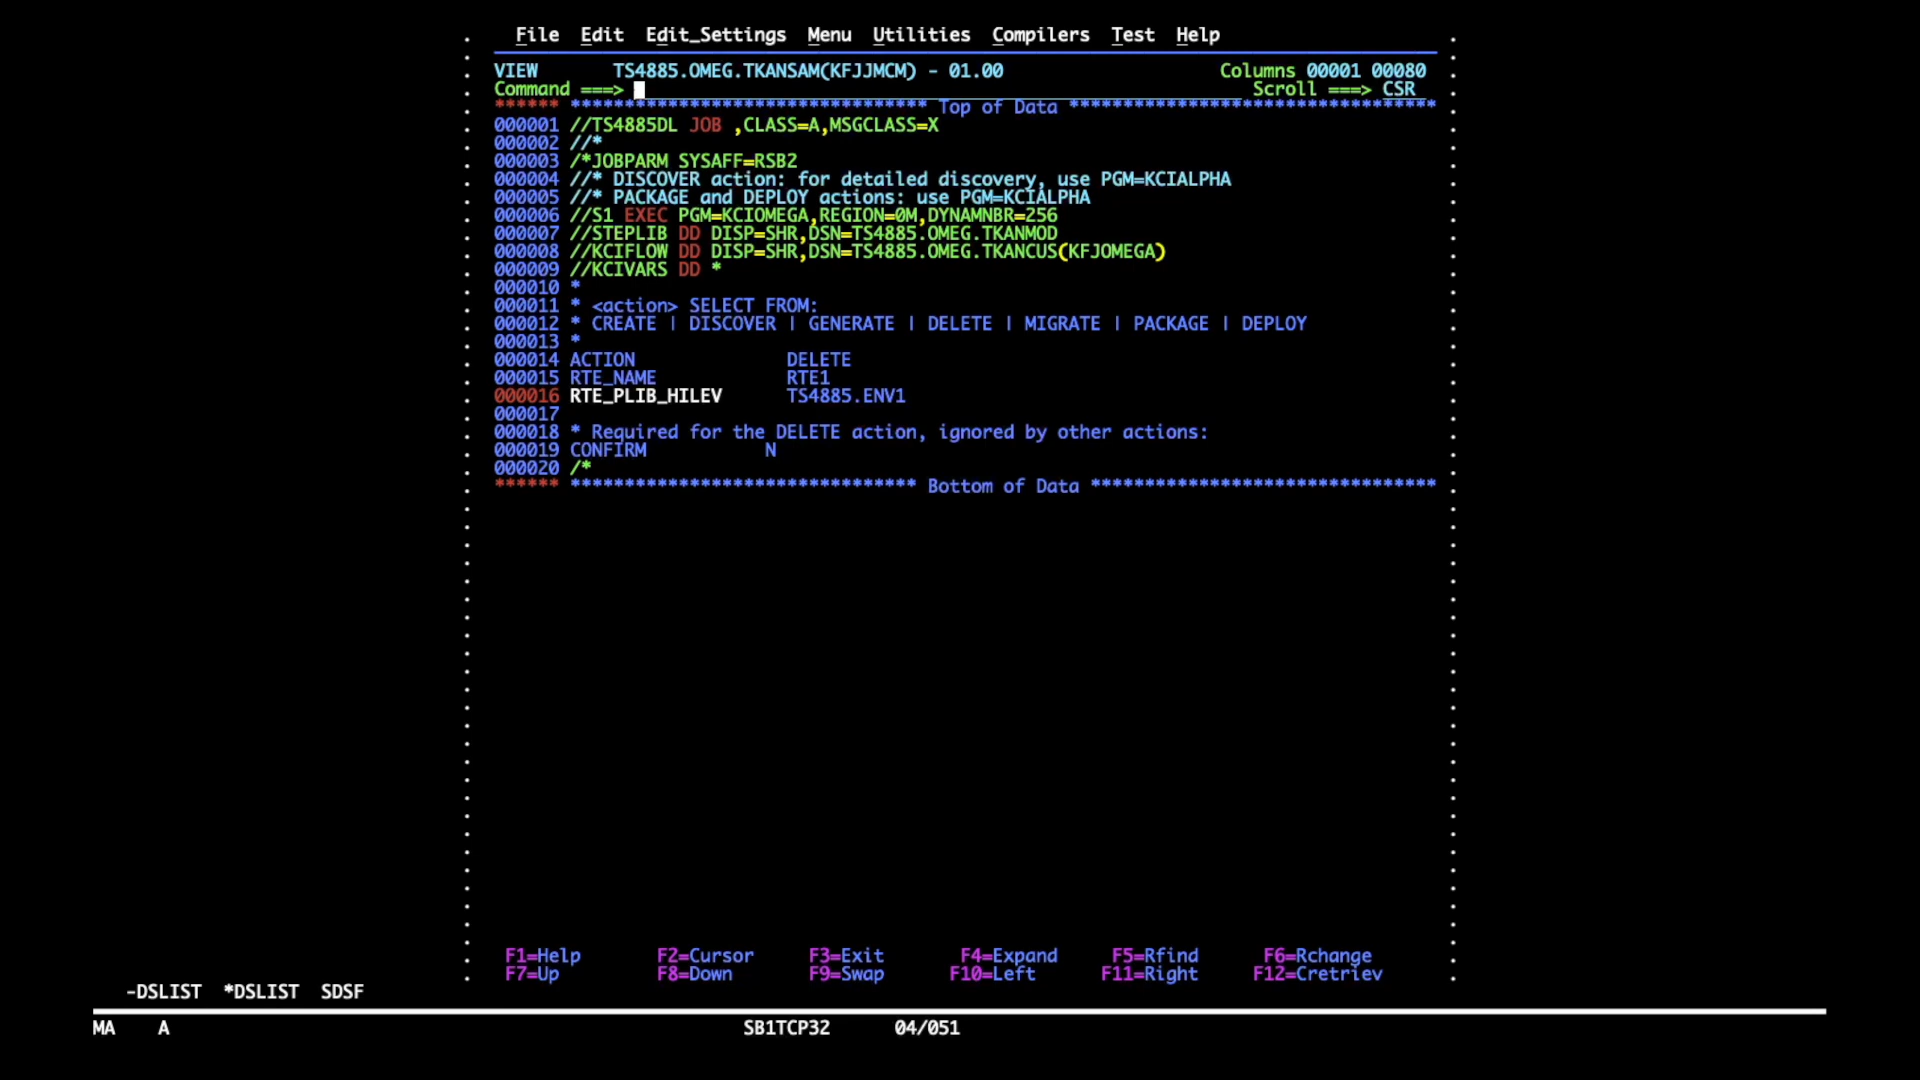 File  Edit  Edit_Settings  Menu  Utilities  Compilers  Test  Help
VIEW       TS4885.OMEG.TKANSAM(KFJJMCM) - 01.00                    Columns 00001 00080
Command ===>                                                          Scroll ===> CSR
****** ********************************* Top of Data **********************************
000001 //TS4885DL JOB ,CLASS=A,MSGCLASS=X
000002 //*
000003 /*JOBPARM SYSAFF=RSB2
000004 //* DISCOVER action: for detailed discovery, use PGM=KCIALPHA
000005 //* PACKAGE and DEPLOY actions: use PGM=KCIALPHA
000006 //S1 EXEC PGM=KCIOMEGA,REGION=0M,DYNAMNBR=256
000007 //STEPLIB DD DISP=SHR,DSN=TS4885.OMEG.TKANMOD
000008 //KCIFLOW DD DISP=SHR,DSN=TS4885.OMEG.TKANCUS(KFJOMEGA)
000009 //KCIVARS DD *
000010 *
000011 * <action> SELECT FROM:
000012 * CREATE | DISCOVER | GENERATE | DELETE | MIGRATE | PACKAGE | DEPLOY
000013 *
000014 ACTION              DELETE
000015 RTE_NAME            RTE1
000016 RTE_PLIB_HILEV      TS4885.ENV1
000017
000018 * Required for the DELETE action, ignored by other actions:
000019 CONFIRM           N
000020 /*
****** ******************************** Bottom of Data ********************************
F1=Help       F2=Cursor     F3=Exit       F4=Expand     F5=Rfind      F6=Rchange
F7=Up         F8=Down       F9=Swap      F10=Left      F11=Right     F12=Cretriev
-DSLIST  *DSLIST  SDSF
MA    A    SB1TCP32      04/051